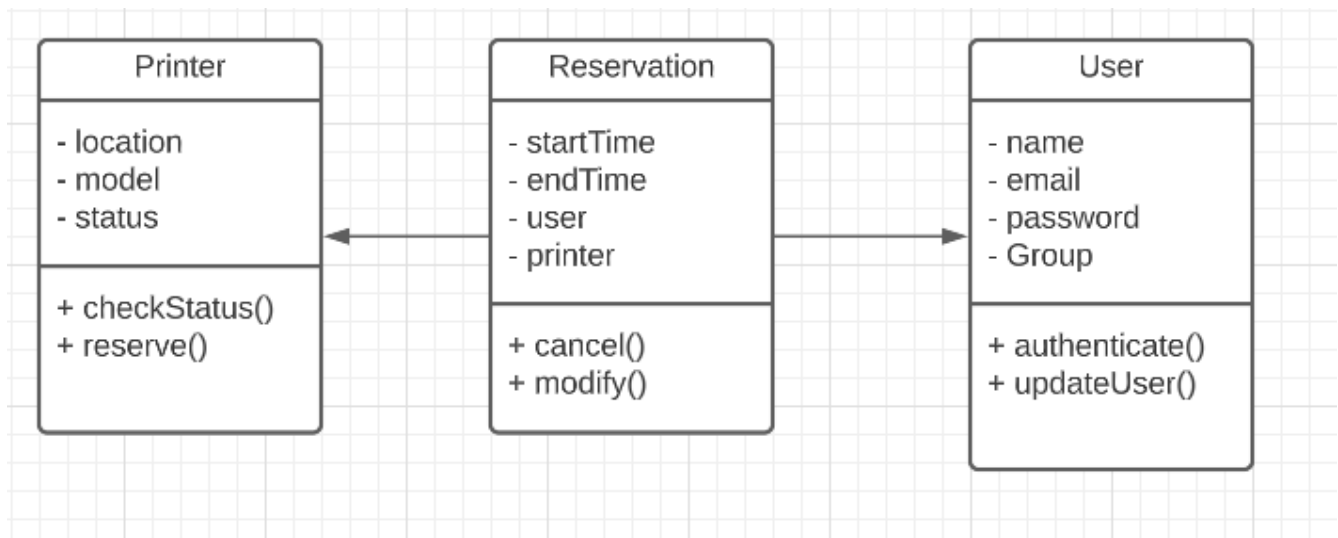 Printer
- location
- model
- status
+ checkStatus()
+ reserve()
Reservation
- startTime
- endTime
- user
- printer
+ cancel()
+ modify()
User
- name
- email
- password
- Group
+ authenticate()
+ updateUser()